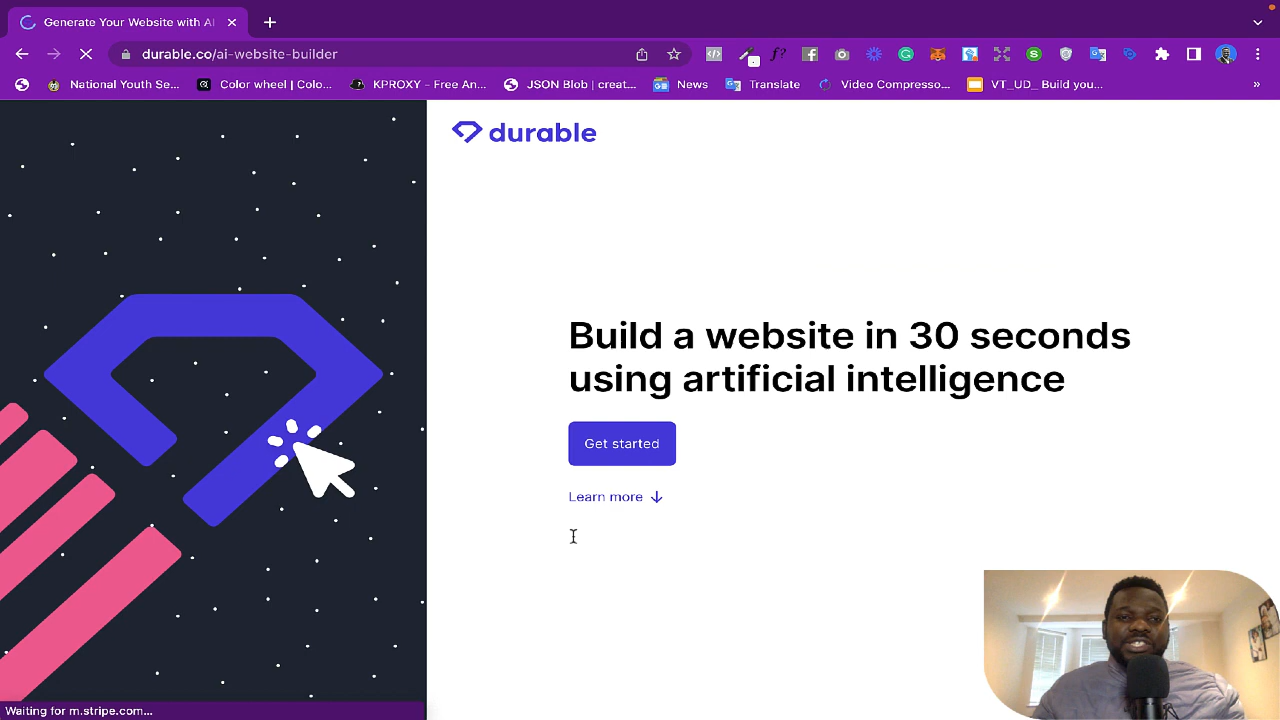 Generate Your Website with AI
durable.co/ai-website-builder
National Youth Se...
Color wheel | Colo...
KPROXY - Free An...
JSON Blob | creat...
News
Translate
Video Compresso...
VT_UD_ Build you...
»
durable
Build a website in 30 seconds
using artificial intelligence
Get started
Learn more ↓
Waiting for m.stripe.com...